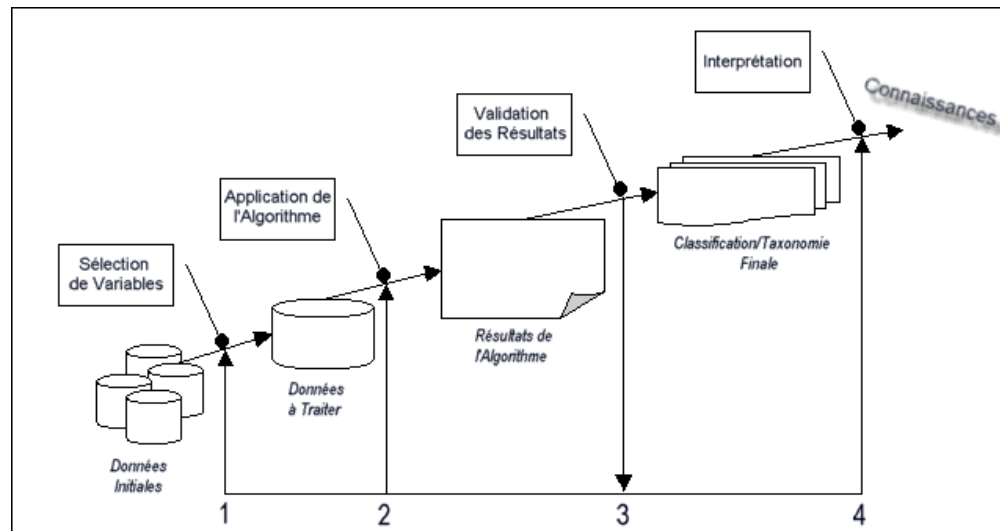 Interprétation
Connaissances
Validation
des Résultats
Application de
l'Algorithme
Classification/Taxonomie
Finale
Sélection
de Variables
Résultats de
l'Algorithme
Données
à Traiter
Données
Initiales
1
2
3
4